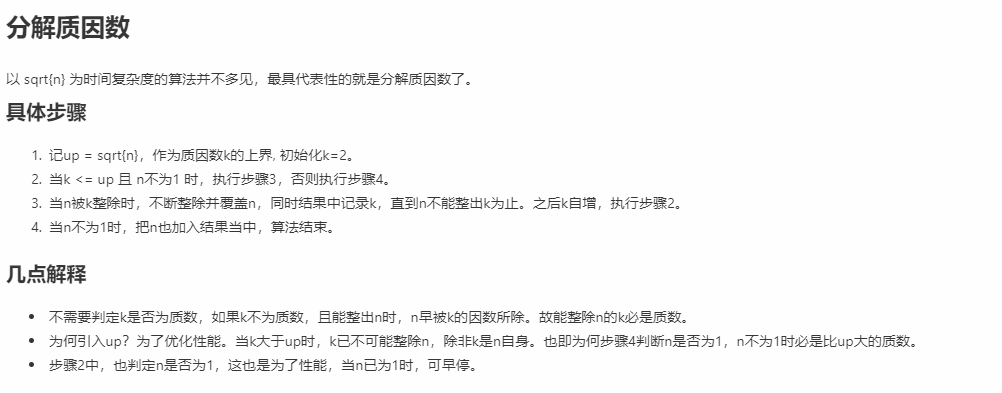 分解质因数
以 sqrt{n} 为时间复杂度的算法并不多见，最具代表性的就是分解质因数了。
具体步骤
1. 记up = sqrt{n}，作为质因数k的上界, 初始化k=2。
2. 当k <= up 且 n不为1 时，执行步骤3，否则执行步骤4。
3. 当n被k整除时，不断整除并覆盖n，同时结果中记录k，直到n不能整出k为止。之后k自增，执行步骤2。
4. 当n不为1时，把n也加入结果当中，算法结束。
几点解释
• 不需要判定k是否为质数，如果k不为质数，且能整出n时，n早被k的因数所除。故能整除n的k必是质数。
• 为何引入up？为了优化性能。当k大于up时，k已不可能整除n，除非k是n自身。也即为何步骤4判断n是否为1，n不为1时必是比up大的质数。
• 步骤2中，也判定n是否为1，这也是为了性能，当n已为1时，可早停。